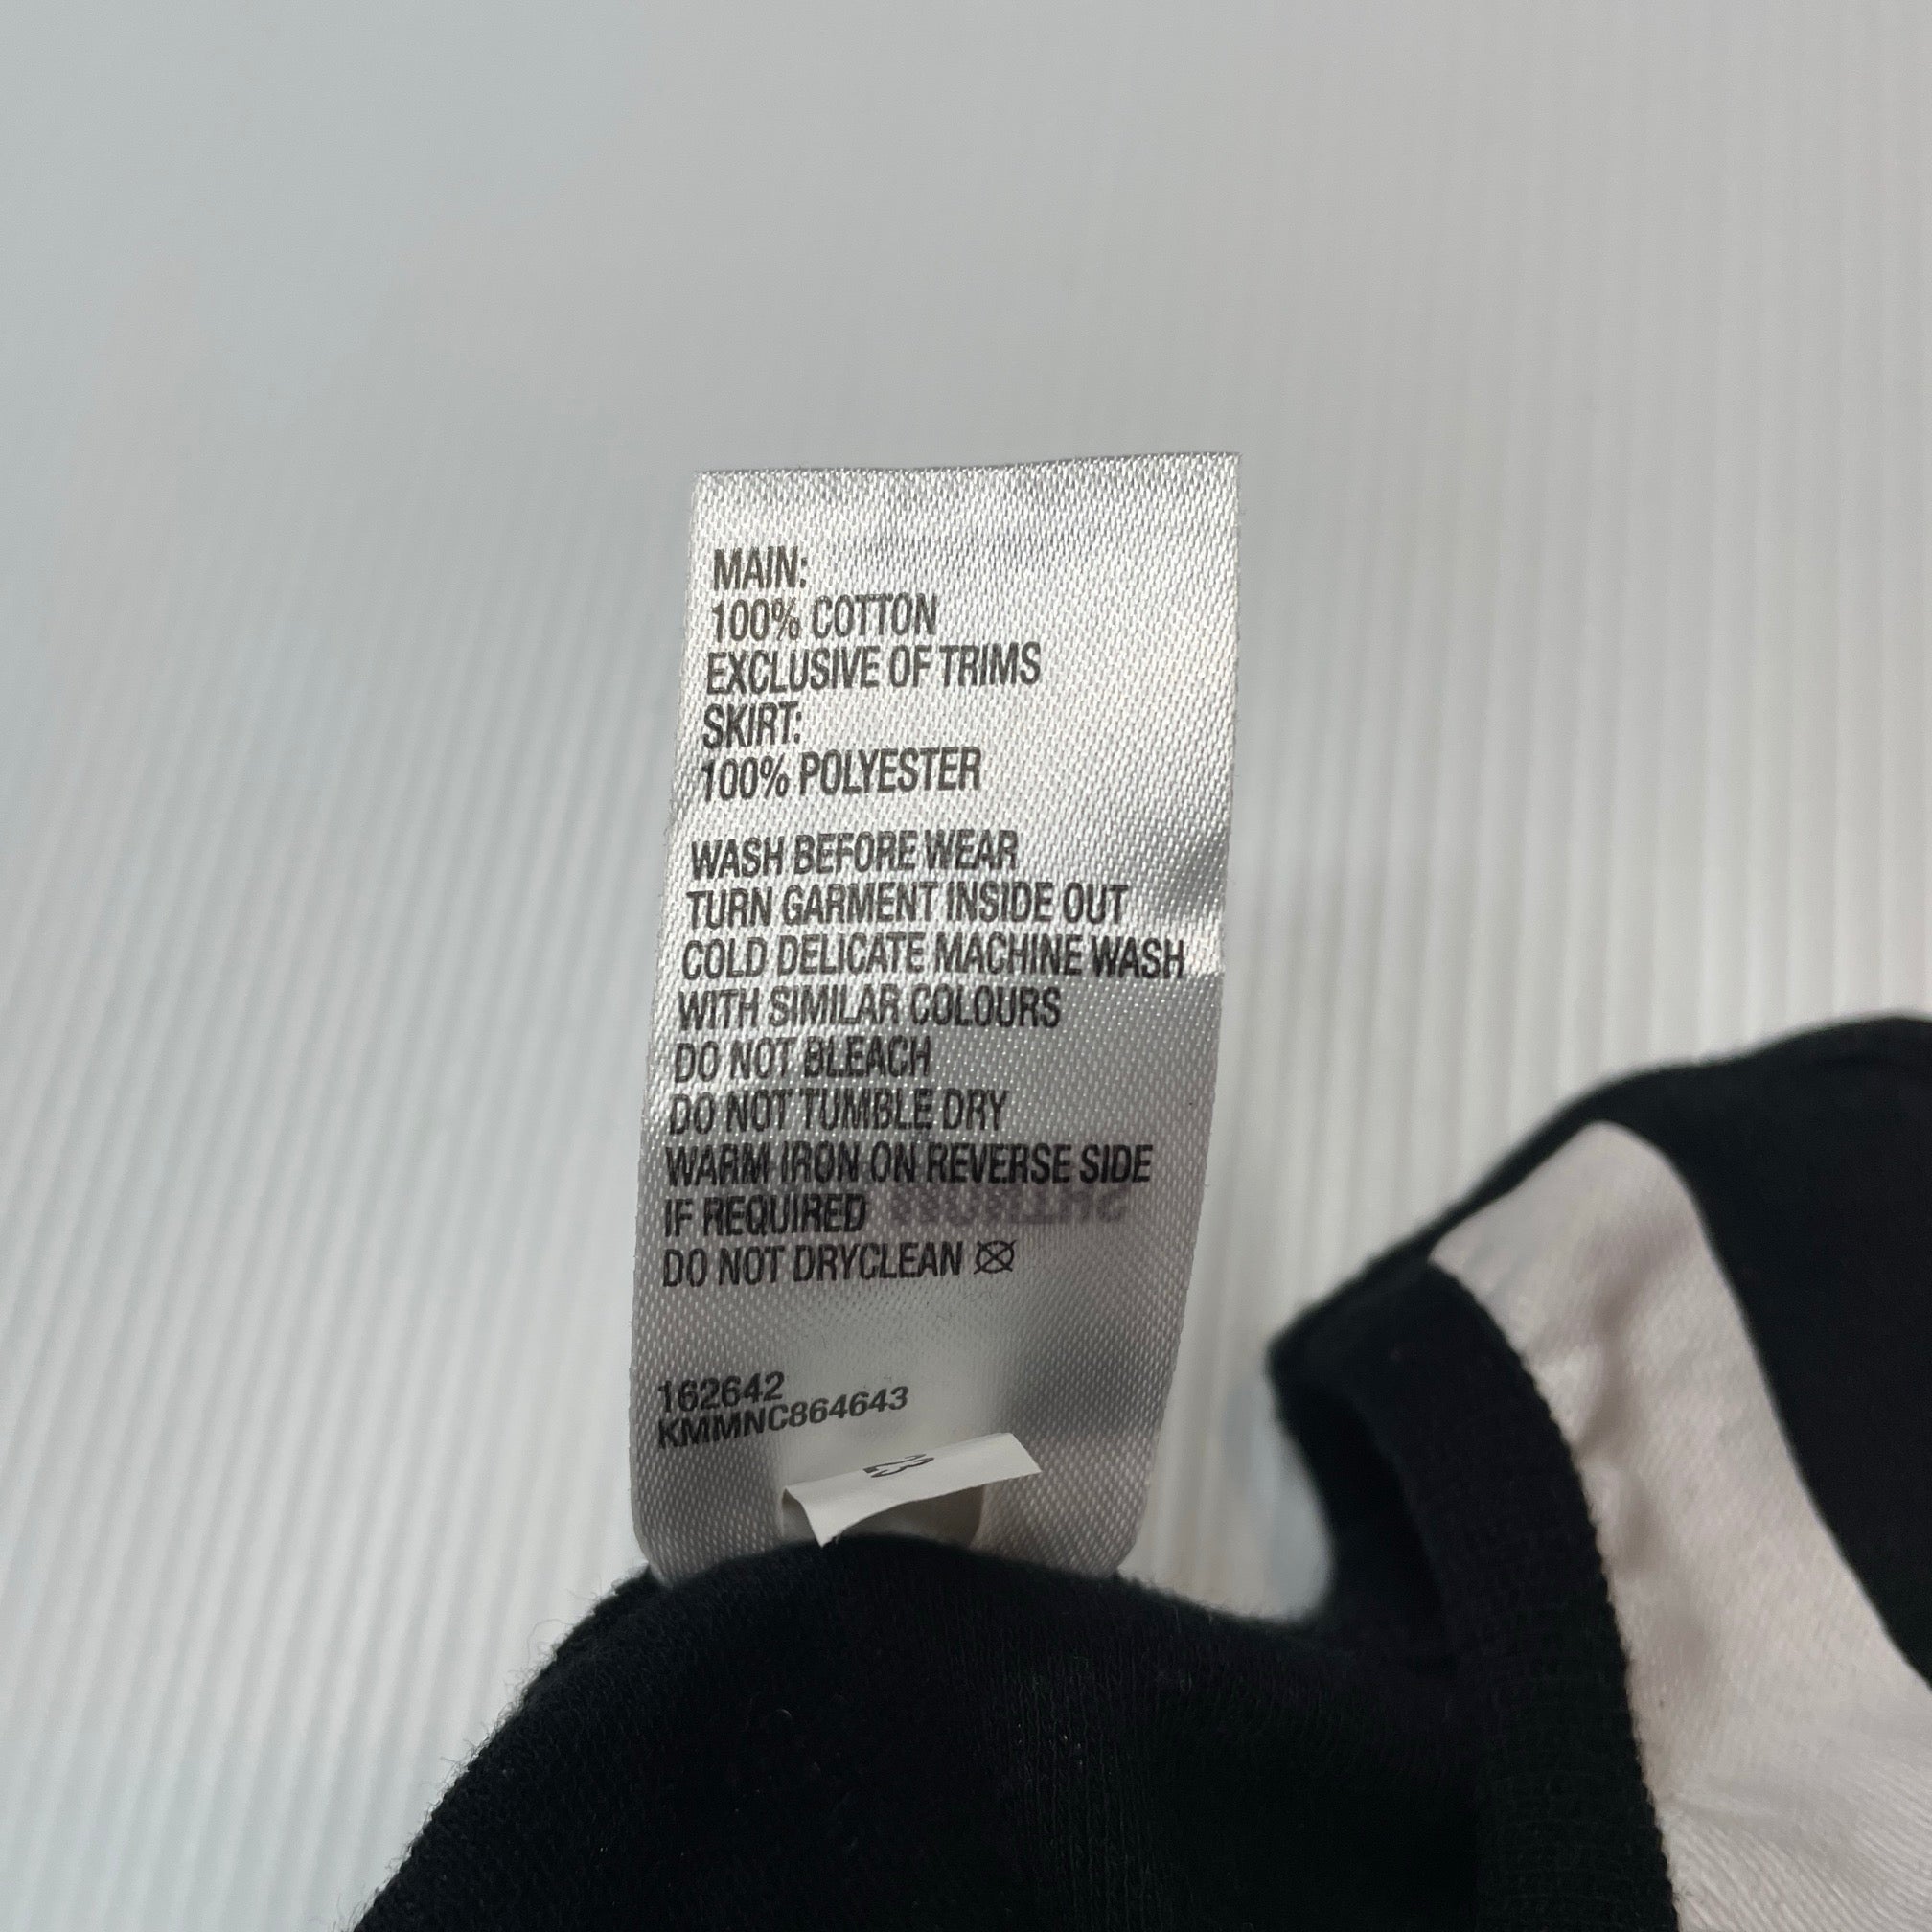 MAIN:
100% COTTON
EXCLUSIVE OF TRIMS
SKIRT:
100% POLYESTER
WASH BEFORE WEAR
TURN GARMENT INSIDE OUT
COLD DELICATE MACHINE WASH
WITH SIMILAR COLOURS
DO NOT BLEACH
DO NOT TUMBLE DRY
WARM IRON ON REVERSE SIDE
IF REQUIRED
DO NOT DRYCLEAN
162642
KMMNC864643
23